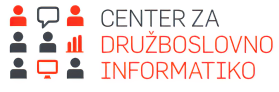 CENTER ZA
DRUŽBOSLOVNO
INFORMATIKO